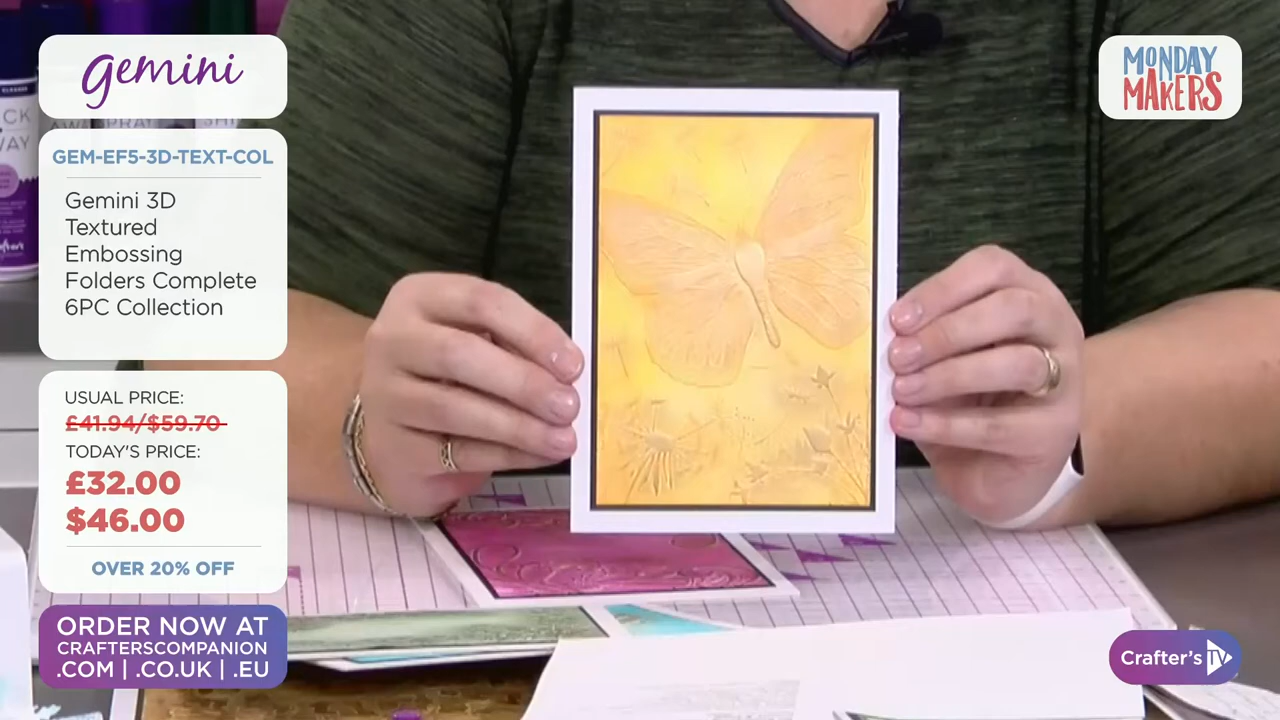 gemini
GEM-EF5-3D-TEXT-COL
Gemini 3D
Textured
Embossing
Folders Complete
6PC Collection
USUAL PRICE:
£41.94/$59.70
TODAY'S PRICE:
£32.00
$46.00
OVER 20% OFF
ORDER NOW AT
CRAFTERSCOMPANION
.COM | .CO.UK | .EU
MONDAY
MAKERS
Crafter's TV